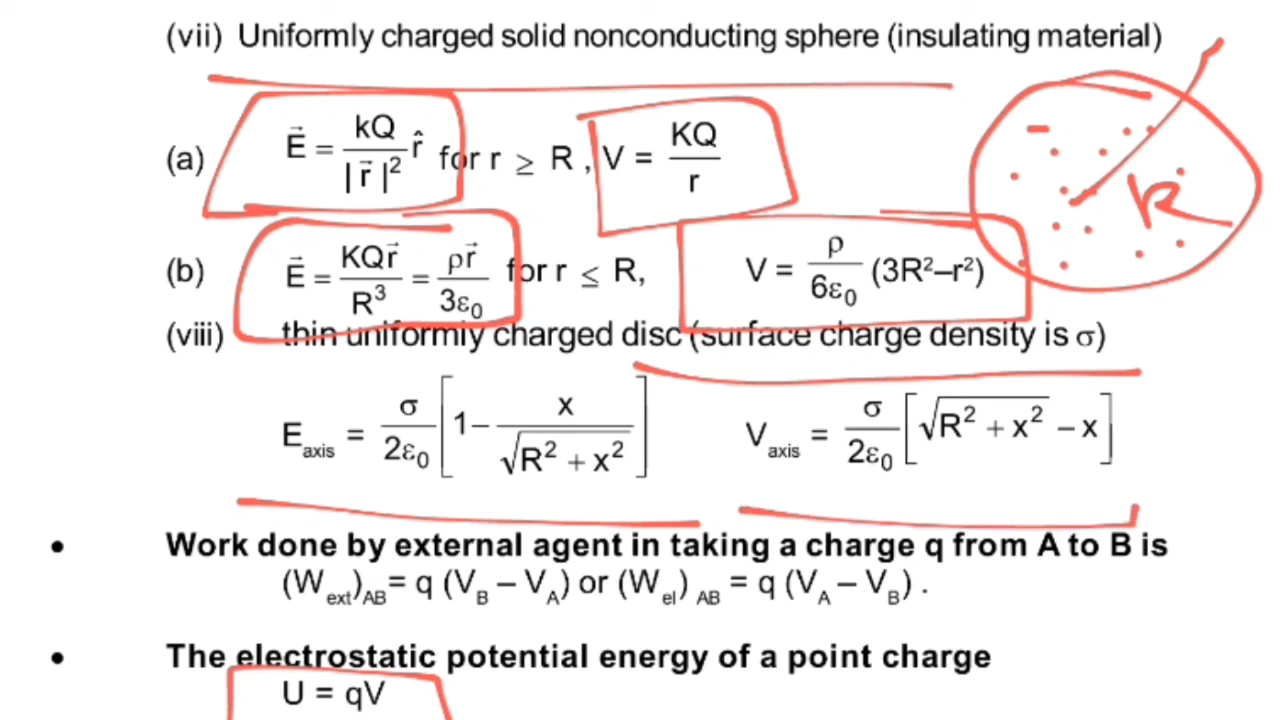 (vii) Uniformly charged solid nonconducting sphere (insulating material)
(a) E⃗ = kQ / |r⃗|² r̂ for r ≥ R , V = KQ / r
R
(b) E⃗ = KQr⃗ / R³ = ρr⃗ / 3ε₀ for r ≤ R, V = ρ / 6ε₀ (3R²–r²)
(viii) thin uniformly charged disc (surface charge density is σ)
E_axis = σ / 2ε₀ [1– x / √(R² + x²)] V_axis = σ / 2ε₀ [√(R² + x²) – x]
• Work done by external agent in taking a charge q from A to B is
(W_ext)_AB = q (V_B – V_A) or (W_el)_AB = q (V_A – V_B) .
• The electrostatic potential energy of a point charge
U = qV